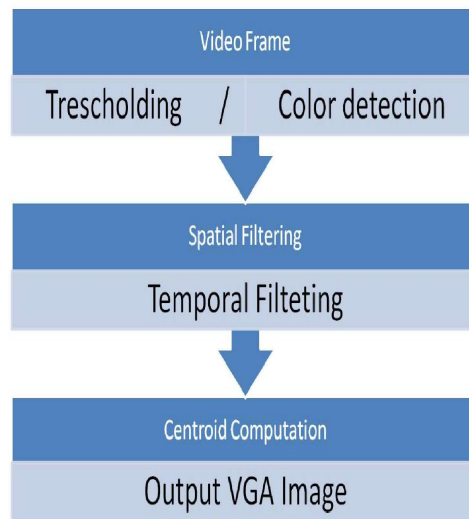 Video Frame
Trescholding / Color detection
Spatial Filtering
Temporal Filteting
Centroid Computation
Output VGA Image